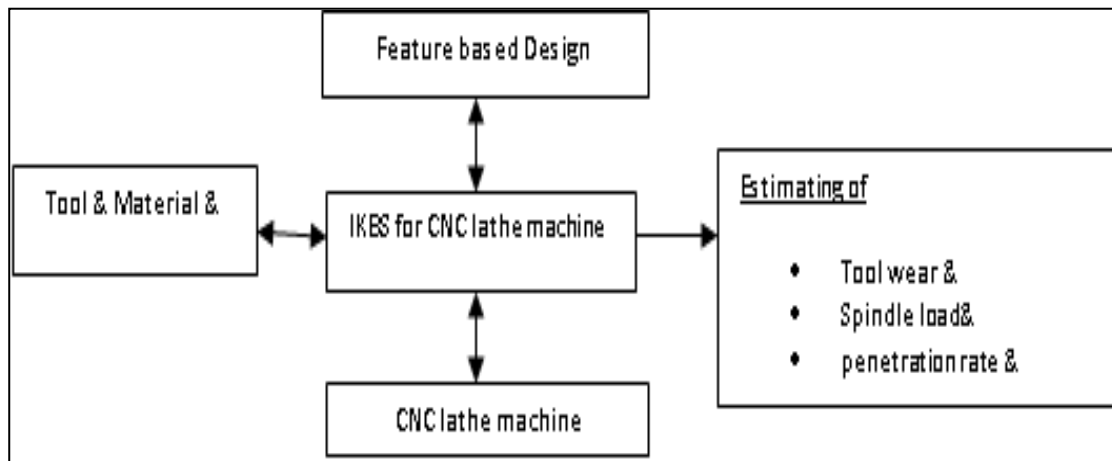 Feature based Design
Tool & Material &
IKBS for CNC lathe machine
CNC lathe machine
Estimating of
• Tool wear &
• Spindle load&
• penetration rate &